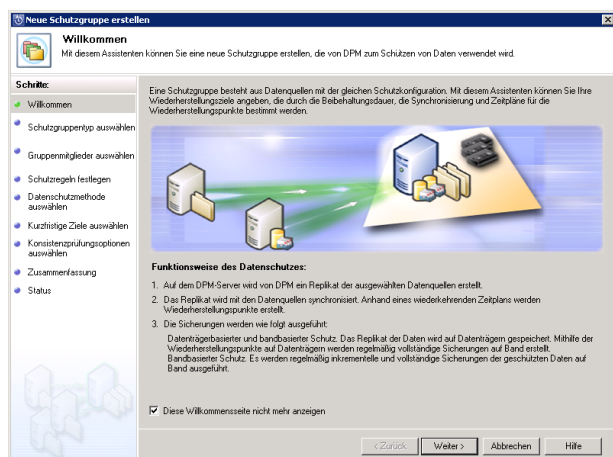 Neue Schutzgruppe erstellen
Willkommen
Mit diesem Assistenten können Sie eine neue Schutzgruppe erstellen, die von DPM zum Schützen von Daten verwendet wird.
Schritte:
Willkommen
Schutzgruppentyp auswählen
Gruppenmitglieder auswählen
Schutzregeln festlegen
Datenschutzmethode
auswählen
Kurzfristige Ziele auswählen
Konsistenzprüfungsoptionen
auswählen
Zusammenfassung
Status
Eine Schutzgruppe besteht aus Datenquellen mit der gleichen Schutzkonfiguration. Mit diesem Assistenten können Sie Ihre
Wiederherstellungsziele angeben, die durch die Beibehaltungsdauer, die Synchronisierung und Zeitpläne für die
Wiederherstellungspunkte bestimmt werden.
Funktionsweise des Datenschutzes:
1. Auf dem DPM-Server wird von DPM ein Replikat der ausgewählten Datenquellen erstellt.
2. Das Replikat wird mit den Datenquellen synchronisiert. Anhand eines wiederkehrenden Zeitplans werden
Wiederherstellungspunkte erstellt.
3. Die Sicherungen werden wie folgt ausgeführt:
Datenträgerbasierter und bandbasierter Schutz. Das Replikat der Daten wird auf Datenträgern gespeichert. Mithilfe der
Wiederherstellungspunkte auf Datenträgern werden regelmäßig vollständige Sicherungen auf Band erstellt.
Bandbasierter Schutz. Es werden regelmäßig inkrementelle und vollständige Sicherungen der geschützten Daten auf
Band ausgeführt.
Diese Willkommensseite nicht mehr anzeigen
< Zurück
Weiter >
Abbrechen
Hilfe